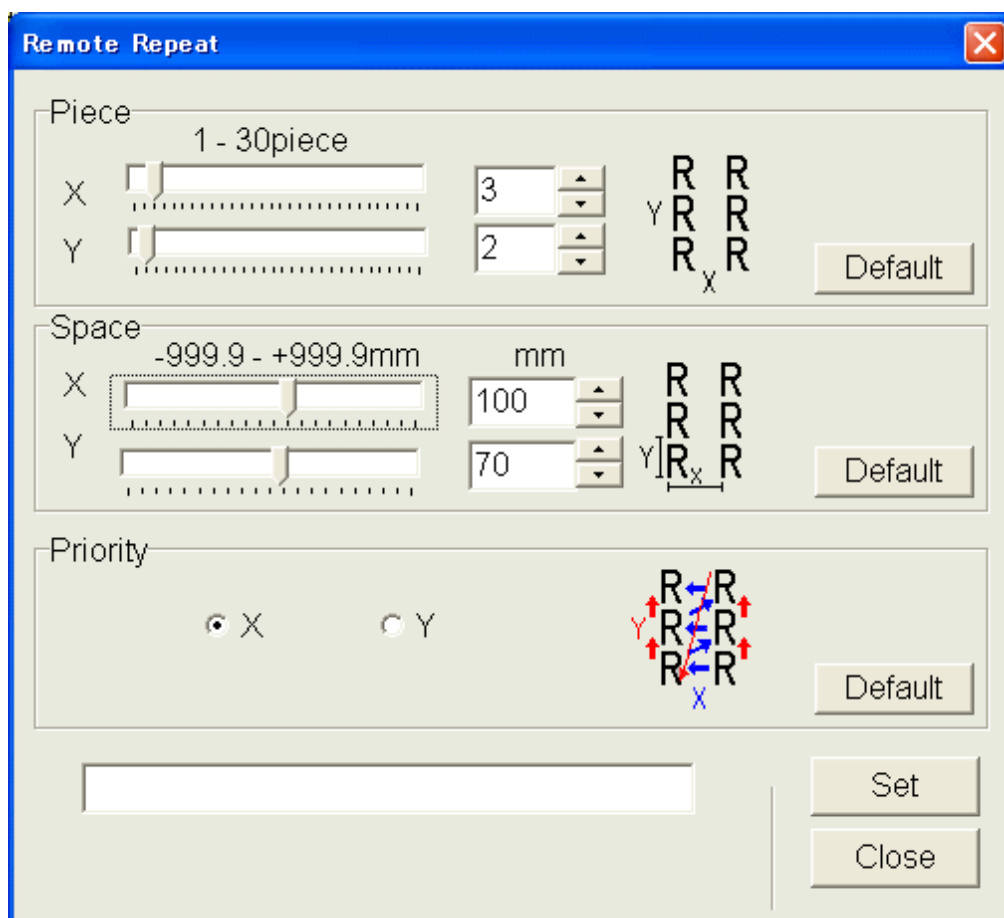 Remote Repeat
Piece
1 - 30piece
X 3
Y 2
R R
Y R R
R R
X
Default
Space
-999.9 - +999.9mm mm
X 100
Y 70
R R
R R
Y R X R
Default
Priority
X Y
R R
Y R R
R R
X
Default
Set
Close